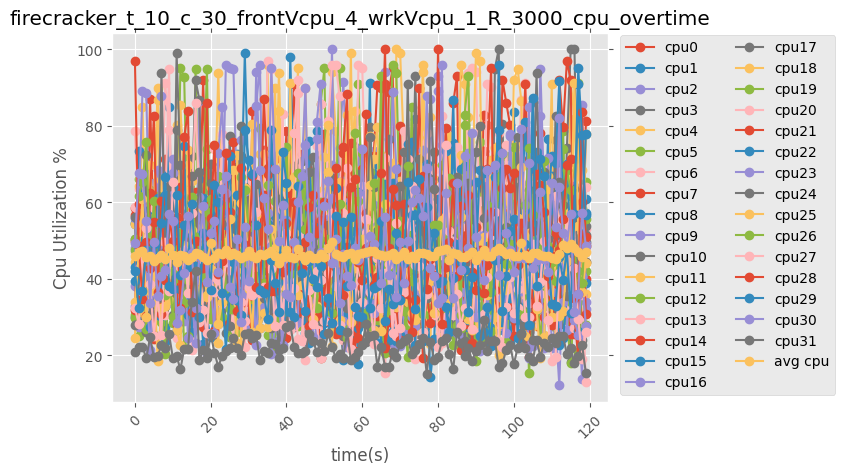 firecracker_t_10_c_30_frontVcpu_4_wrkVcpu_1_R_3000_cpu_overtime
Cpu Utilization %
100
80
60
40
20
0
20
40
60
80
100
120
time(s)
cpu0
cpu1
cpu2
cpu3
cpu4
cpu5
cpu6
cpu7
cpu8
cpu9
cpu10
cpu11
cpu12
cpu13
cpu14
cpu15
cpu16
cpu17
cpu18
cpu19
cpu20
cpu21
cpu22
cpu23
cpu24
cpu25
cpu26
cpu27
cpu28
cpu29
cpu30
cpu31
avg cpu